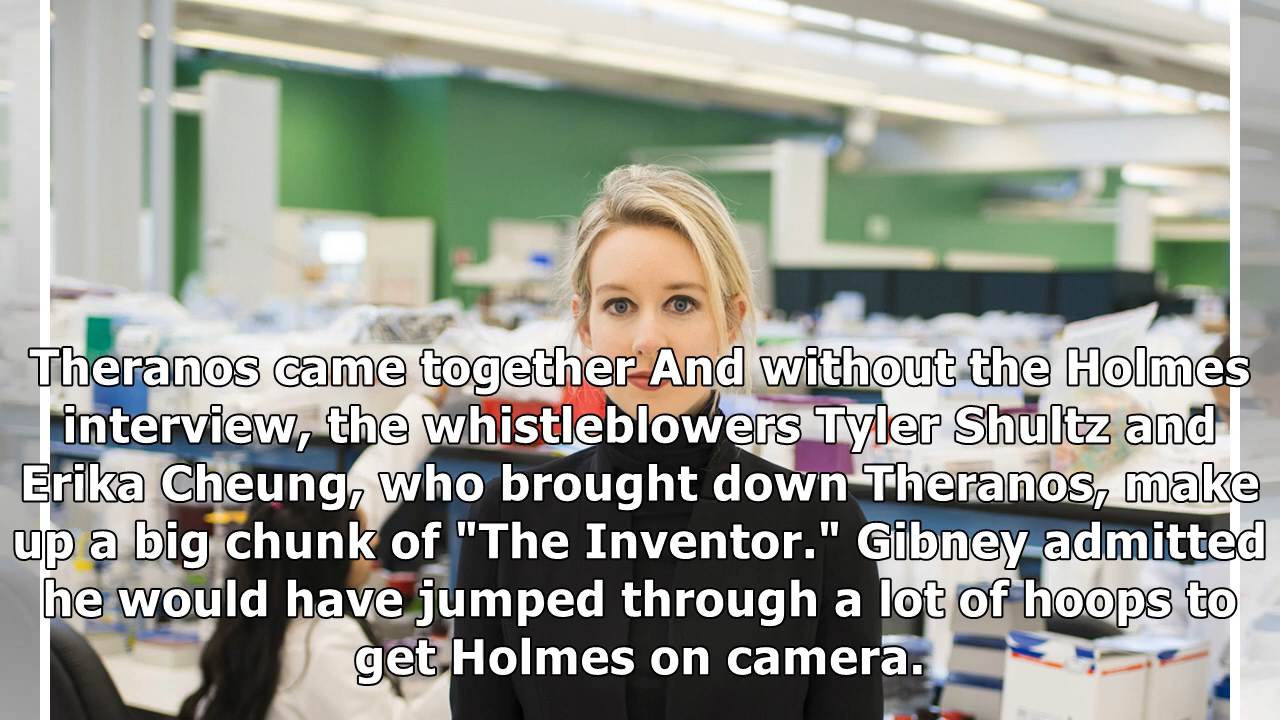 Theranos came together And without the Holmes
interview, the whistleblowers Tyler Shultz and
Erika Cheung, who brought down Theranos, make
up a big chunk of "The Inventor." Gibney admitted
he would have jumped through a lot of hoops to
get Holmes on camera.